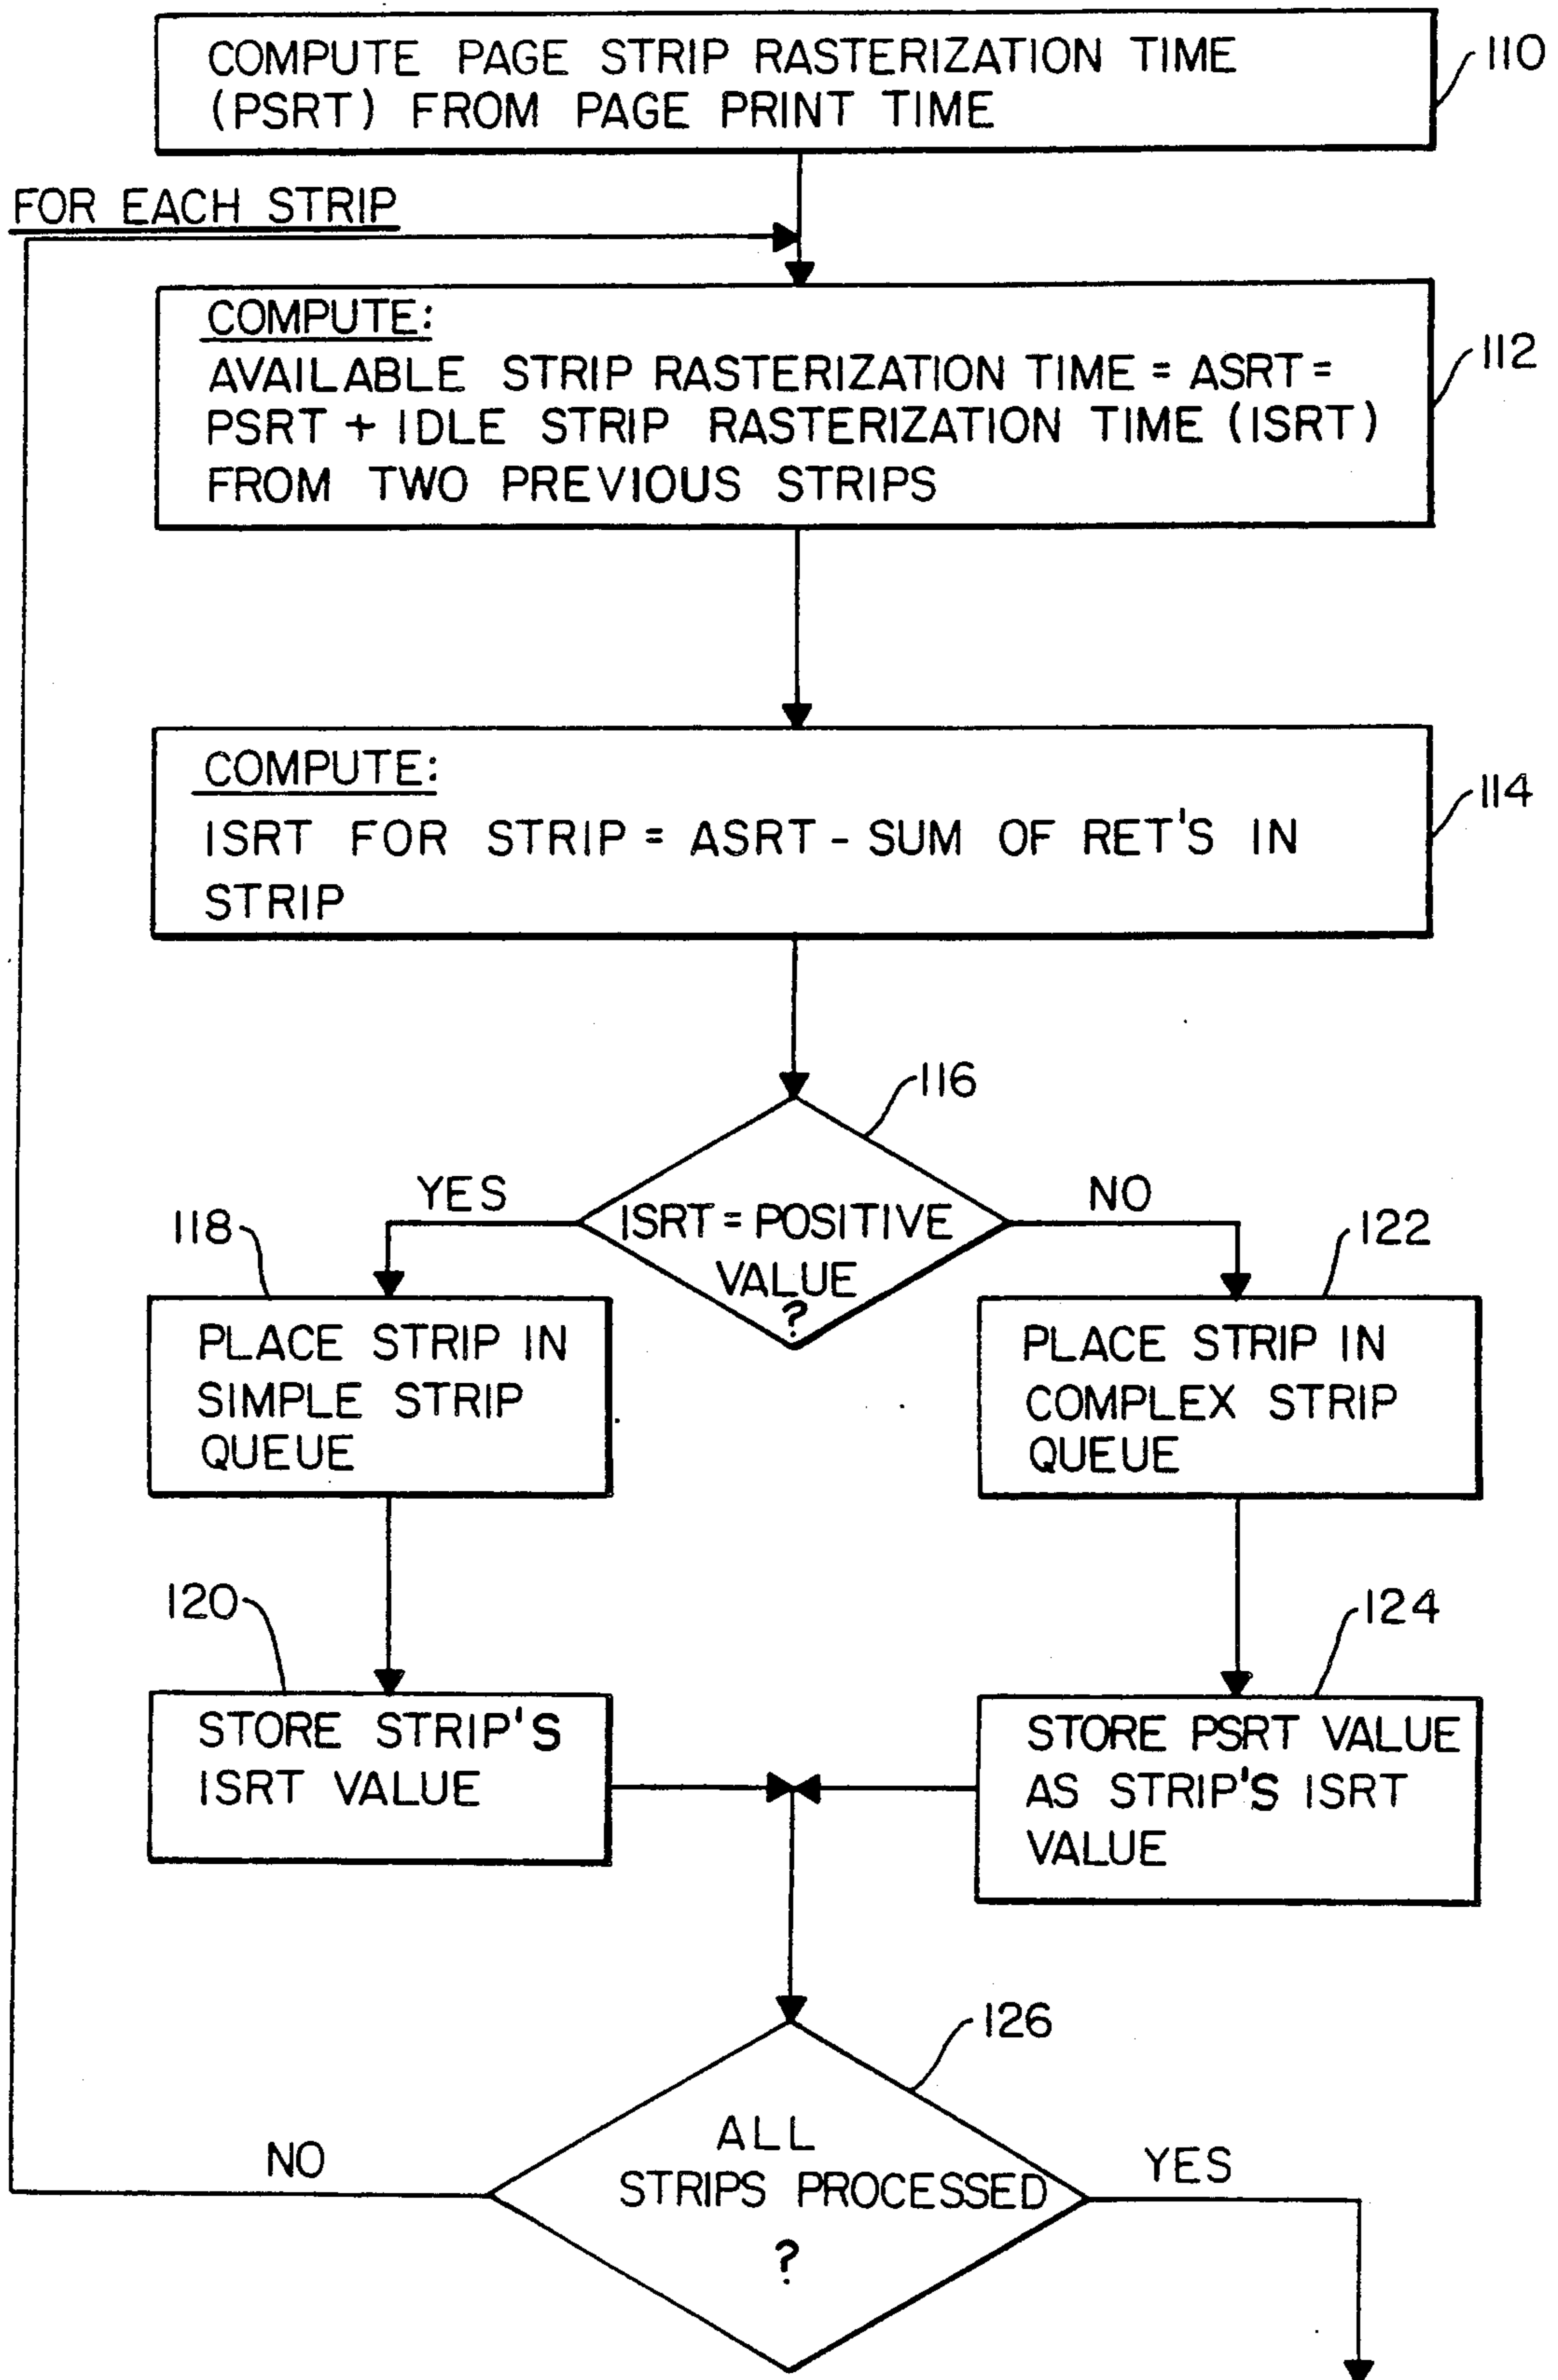 COMPUTE PAGE STRIP RASTERIZATION TIME
(PSRT) FROM PAGE PRINT TIME
110
FOR EACH STRIP
COMPUTE:
AVAILABLE STRIP RASTERIZATION TIME = ASRT =
PSRT + IDLE STRIP RASTERIZATION TIME (ISRT)
FROM TWO PREVIOUS STRIPS
112
COMPUTE:
ISRT FOR STRIP = ASRT - SUM OF RET'S IN
STRIP
114
116
YES
ISRT = POSITIVE
VALUE
?
NO
118
PLACE STRIP IN
SIMPLE STRIP
QUEUE
122
PLACE STRIP IN
COMPLEX STRIP
QUEUE
120
STORE STRIP'S
ISRT VALUE
124
STORE PSRT VALUE
AS STRIP'S ISRT
VALUE
126
ALL
STRIPS PROCESSED
?
NO
YES